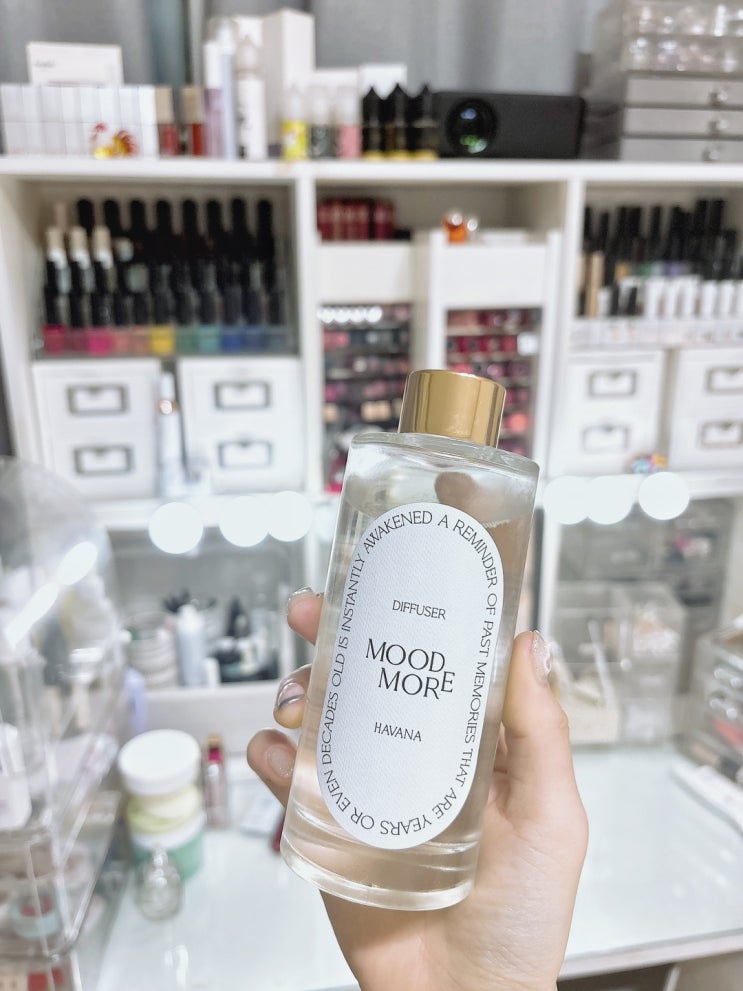 AWAKENED A REMINDER OF PAST MEMORIES THAT ARE YEARS OR EVEN DECADES OLD IS INSTANTLY
DIFFUSER
MOOD
MORE
HAVANA